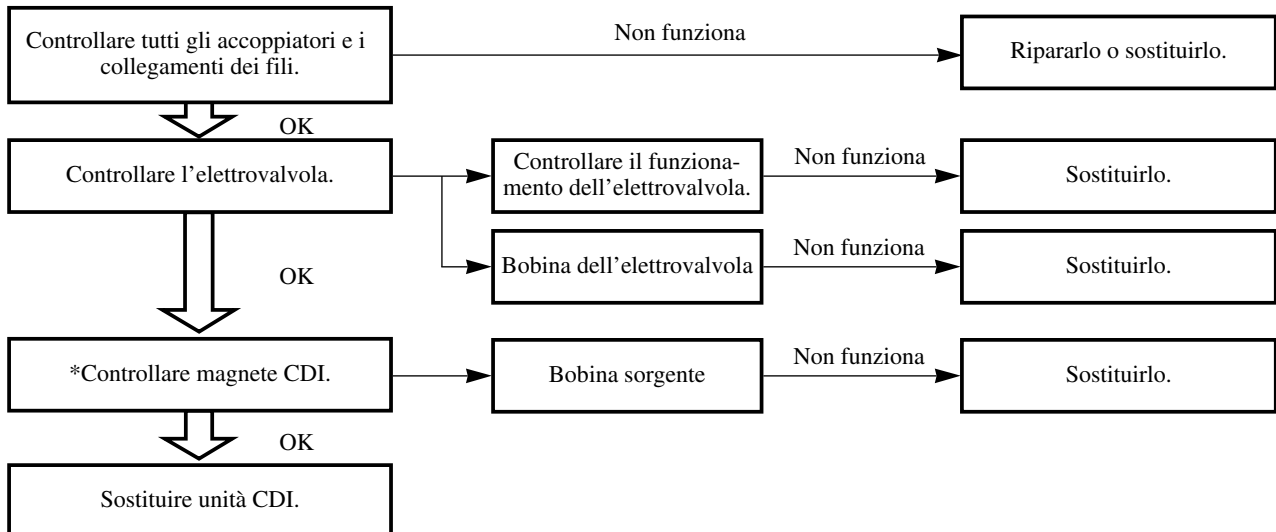 Controllare tutti gli accoppiatori e i
collegamenti dei fili.
Non funziona
Ripararlo o sostituirlo.
OK
Controllare l'elettrovalvola.
Controllare il funziona-
mento dell'elettrovalvola.
Non funziona
Sostituirlo.
Bobina dell'elettrovalvola
Non funziona
Sostituirlo.
OK
*Controllare magnete CDI.
Bobina sorgente
Non funziona
Sostituirlo.
OK
Sostituire unità CDI.